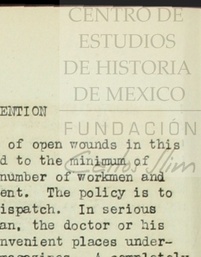 CENTRO DE
ESTUDIOS
DE HISTORIA
DE MEXICO
FUNDACIÓN
Carlos Slim
ENTION
of open wounds in this
d to the minimum of
number of workmen and
ent. The policy is to
ispatch. In serious
an, the doctor or his
nvenient places under-